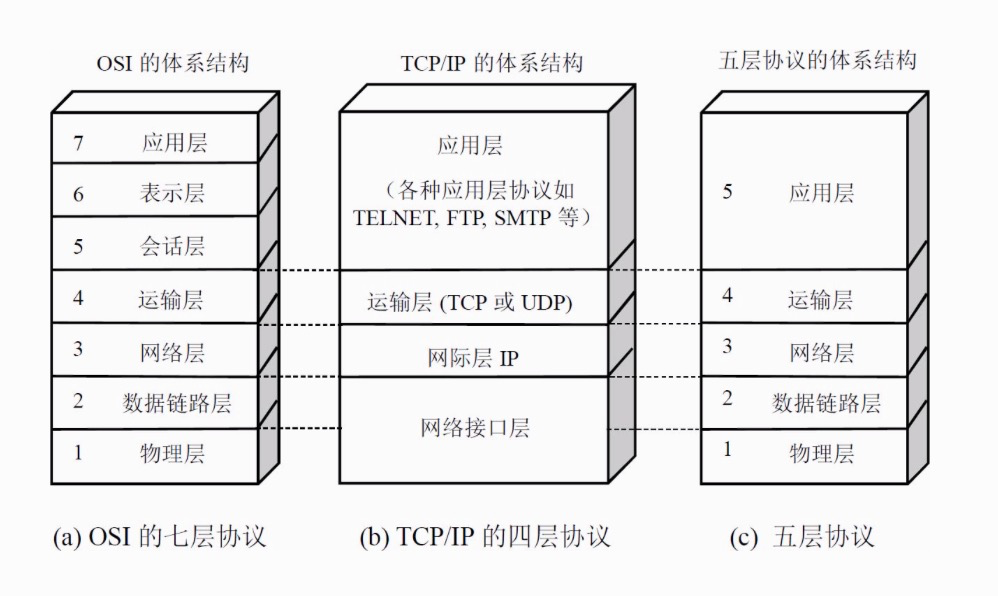 OSI 的体系结构
7 应用层
6 表示层
5 会话层
4 运输层
3 网络层
2 数据链路层
1 物理层
(a) OSI 的七层协议
TCP/IP 的体系结构
应用层
（各种应用层协议如
TELNET, FTP, SMTP 等）
运输层 (TCP 或 UDP)
网际层 IP
网络接口层
(b) TCP/IP 的四层协议
五层协议的体系结构
5 应用层
4 运输层
3 网络层
2 数据链路层
1 物理层
(c) 五层协议